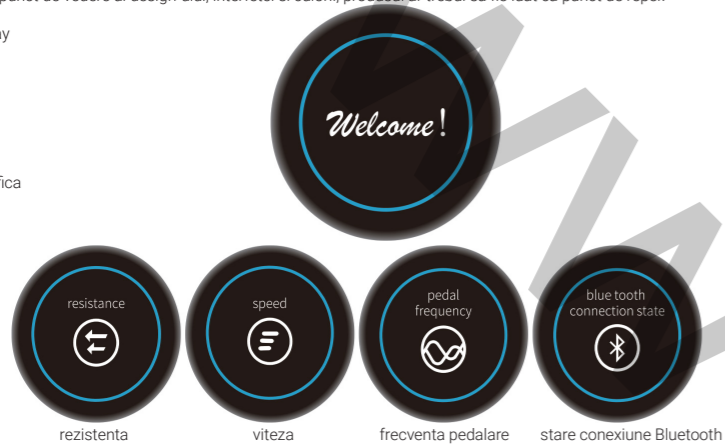 Welcome!
resistance
speed
pedal
frequency
blue tooth
connection state
rezistenta
viteza
frecventa pedalare
stare conexiune Bluetooth